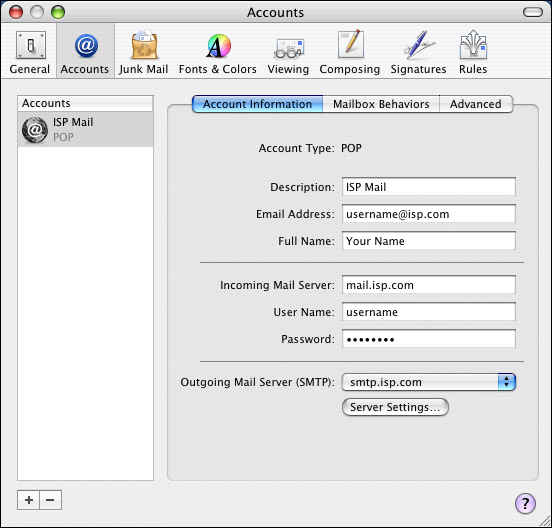 Accounts
General Accounts Junk Mail Fonts & Colors Viewing Composing Signatures Rules
Accounts
ISP Mail
POP
Account Information Mailbox Behaviors Advanced
Account Type: POP
Description: ISP Mail
Email Address: username@isp.com
Full Name: Your Name
Incoming Mail Server: mail.isp.com
User Name: username
Password: ••••••••
Outgoing Mail Server (SMTP): smtp.isp.com
Server Settings...
+ −
?